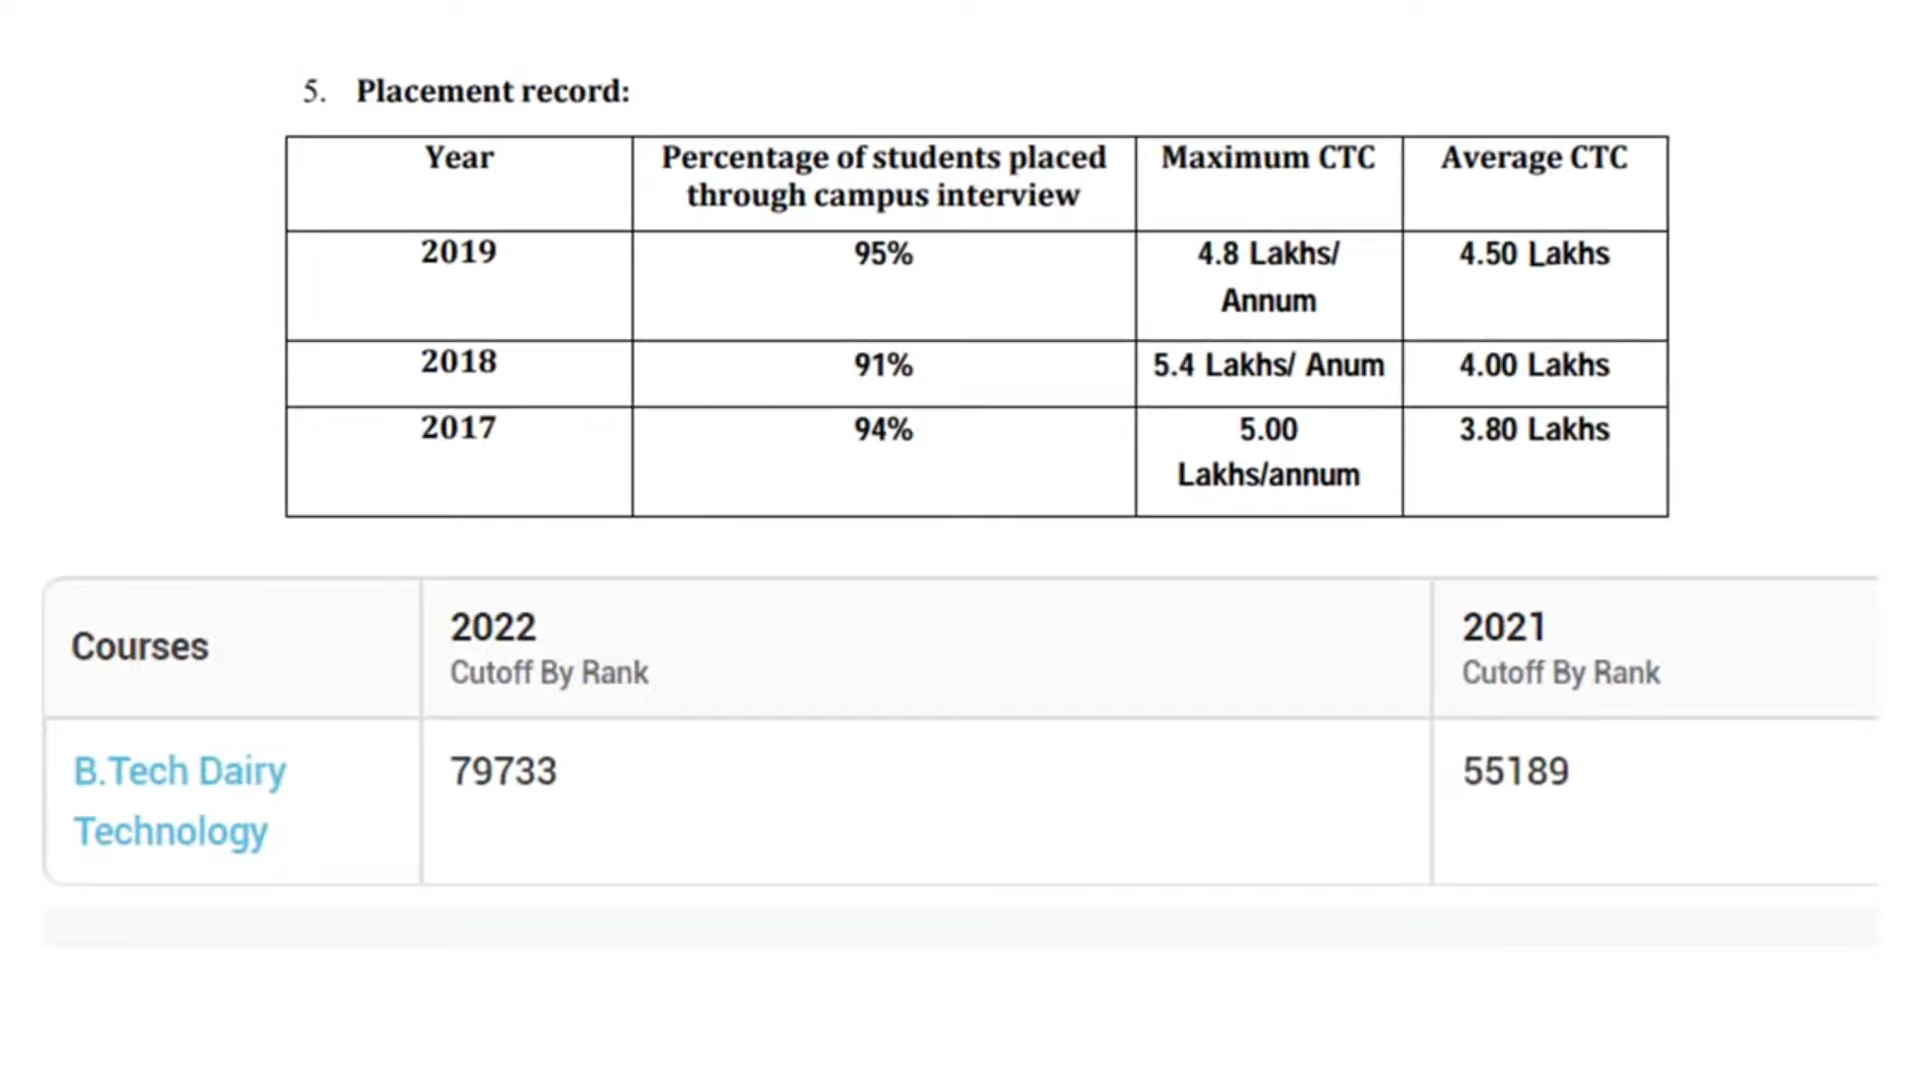 5. Placement record:
Year
Percentage of students placed
through campus interview
Maximum CTC
Average CTC
2019
95%
4.8 Lakhs/
Annum
4.50 Lakhs
2018
91%
5.4 Lakhs/ Anum
4.00 Lakhs
2017
94%
5.00
Lakhs/annum
3.80 Lakhs
Courses
2022
Cutoff By Rank
2021
Cutoff By Rank
B.Tech Dairy
Technology
79733
55189